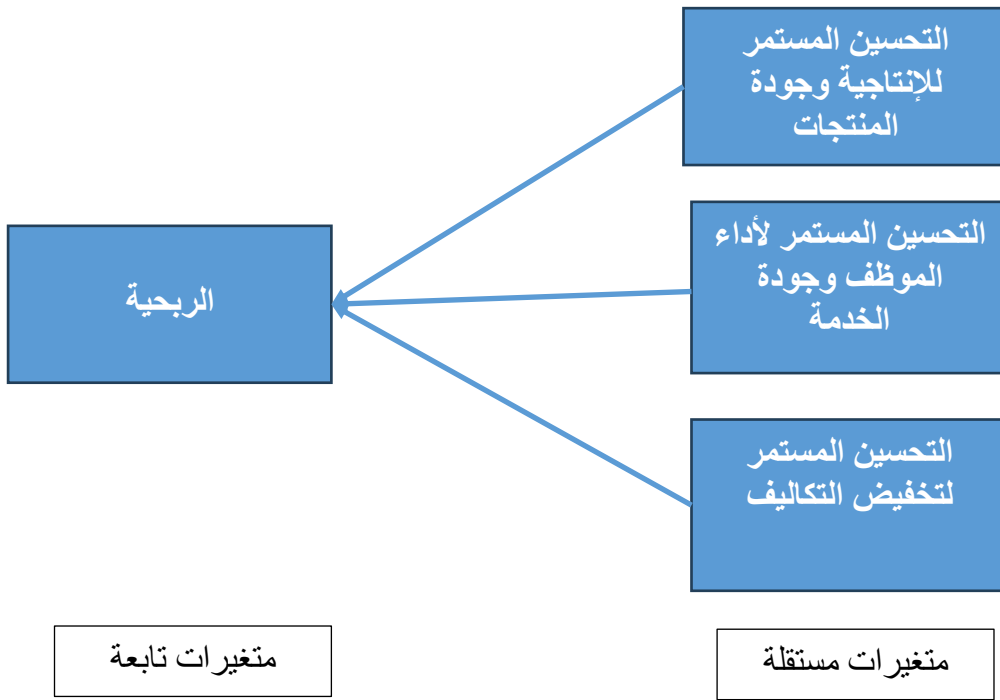 التحسين المستمر
للإنتاجية وجودة
المنتجات
التحسين المستمر لأداء
الموظف وجودة
الخدمة
الربحية
التحسين المستمر
لتخفيض التكاليف
متغيرات مستقلة
متغيرات تابعة